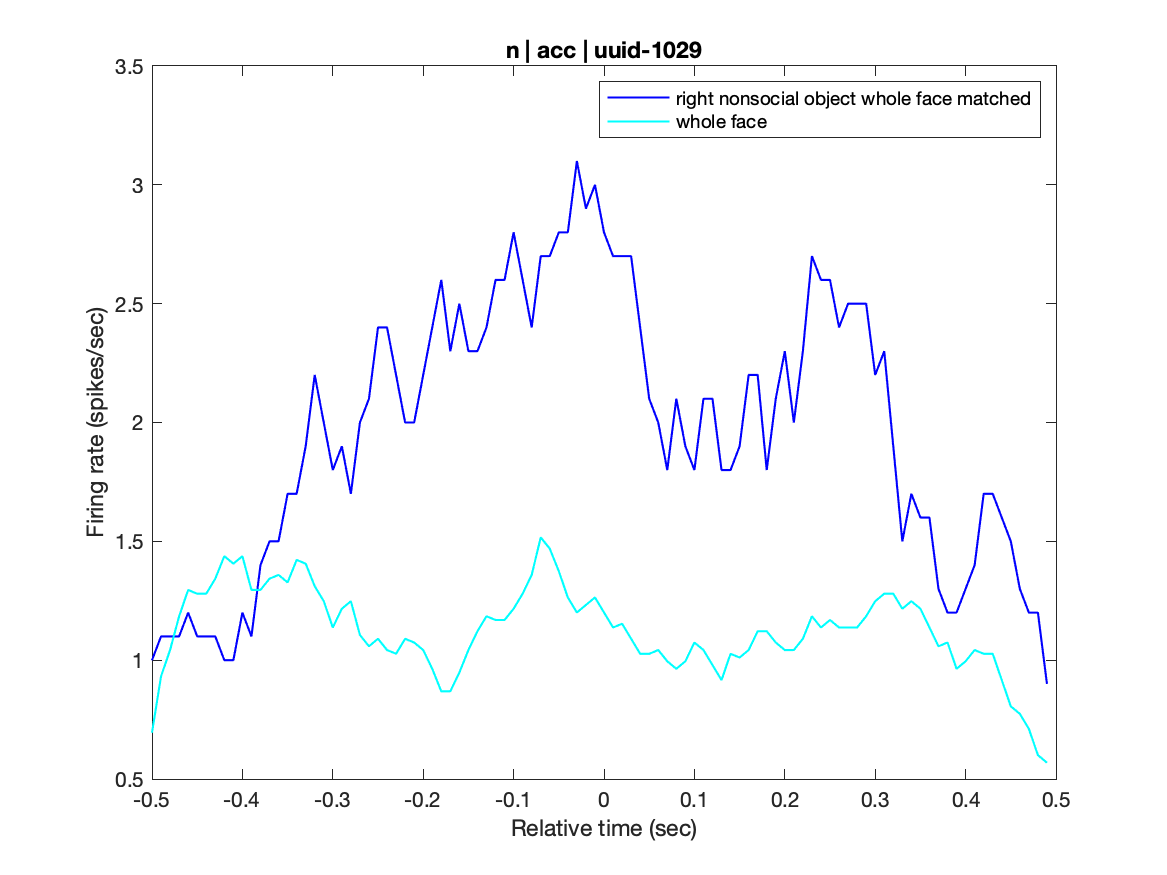 n | acc | uuid-1029
right nonsocial object whole face matched
whole face
Firing rate (spikes/sec)
3.5
3
2.5
2
1.5
1
0.5
-0.5 -0.4 -0.3 -0.2 -0.1 0 0.1 0.2 0.3 0.4 0.5
Relative time (sec)